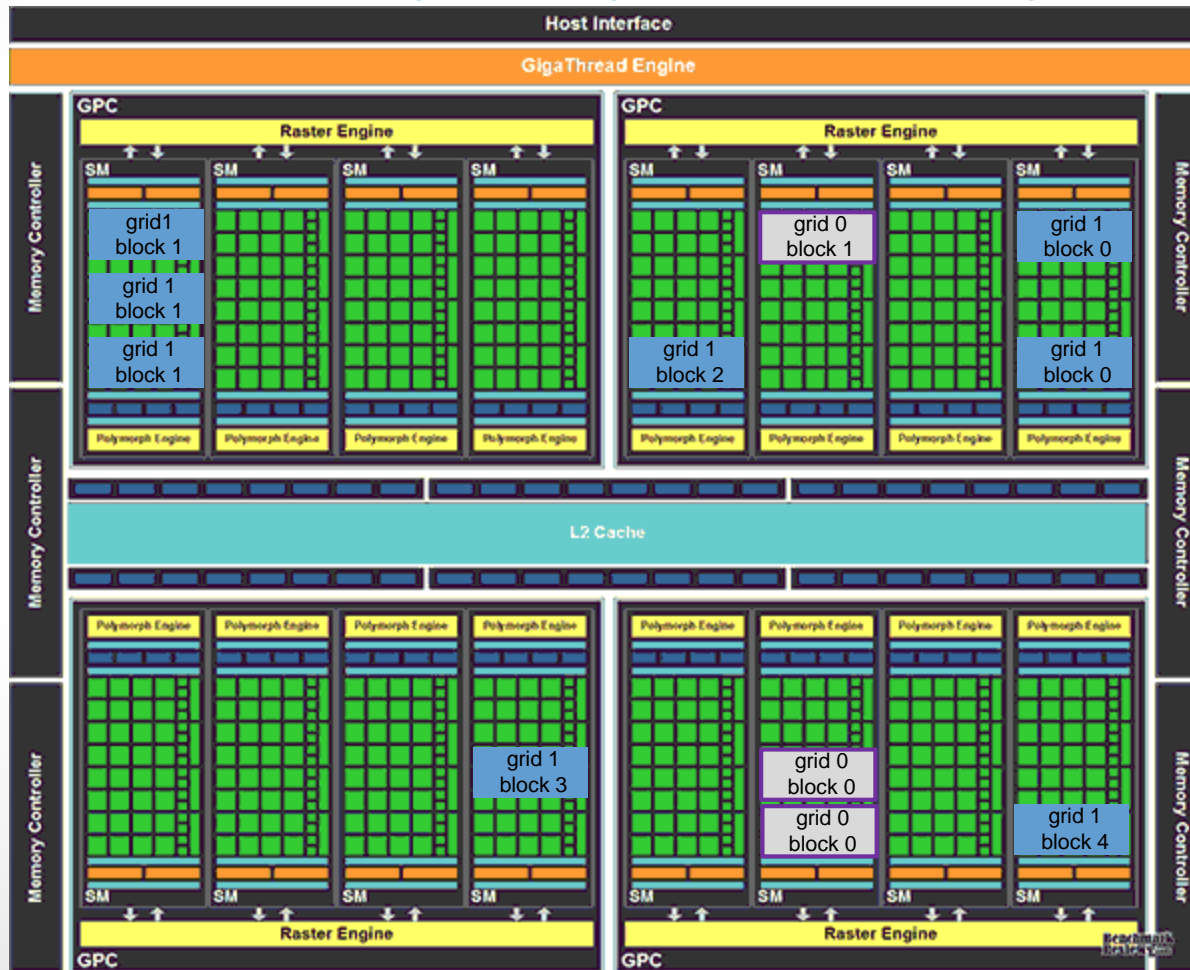 Host Interface
GigaThread Engine
Memory Controller
Memory Controller
Memory Controller
GPC
Raster Engine
SM
SM
SM
SM
grid1
block 1
grid 1
block 1
grid 1
block 1
Polymorph Engine
Polymorph Engine
Polymorph Engine
Polymorph Engine
GPC
Raster Engine
SM
SM
SM
SM
grid 0
block 1
grid 1
block 0
grid 1
block 2
grid 1
block 0
Polymorph Engine
Polymorph Engine
Polymorph Engine
Polymorph Engine
Memory Controller
Memory Controller
Memory Controller
L2 Cache
Polymorph Engine
Polymorph Engine
Polymorph Engine
Polymorph Engine
grid 1
block 3
SM
SM
SM
SM
Raster Engine
GPC
Polymorph Engine
Polymorph Engine
Polymorph Engine
Polymorph Engine
grid 0
block 0
grid 0
block 0
grid 1
block 4
SM
SM
SM
SM
Raster Engine
GPC
Benchmark